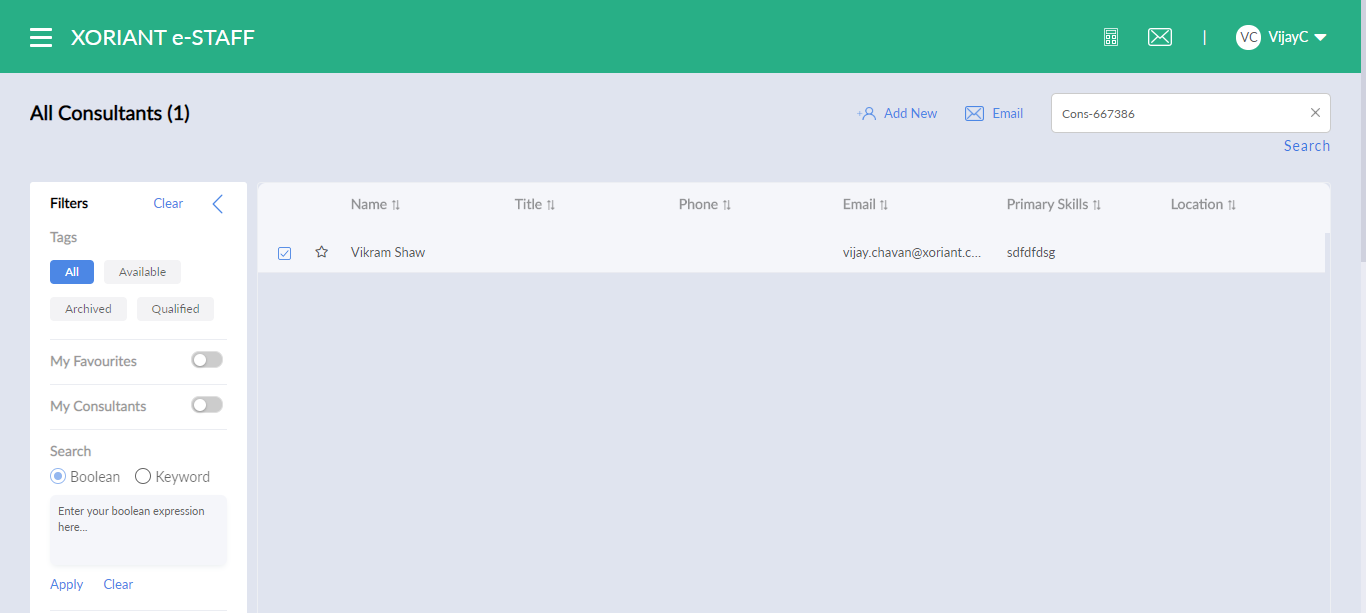 XORIANT e-STAFF
VC VijayC
All Consultants (1)
Add New
Email
Cons-667386
Search
Filters
Clear
Tags
All
Available
Archived
Qualified
My Favourites
My Consultants
Search
Boolean
Keyword
Enter your boolean expression
here...
Apply
Clear
Name Title Phone Email Primary Skills Location
Vikram Shaw vijay.chavan@xoriant.c... sdfdfdsg